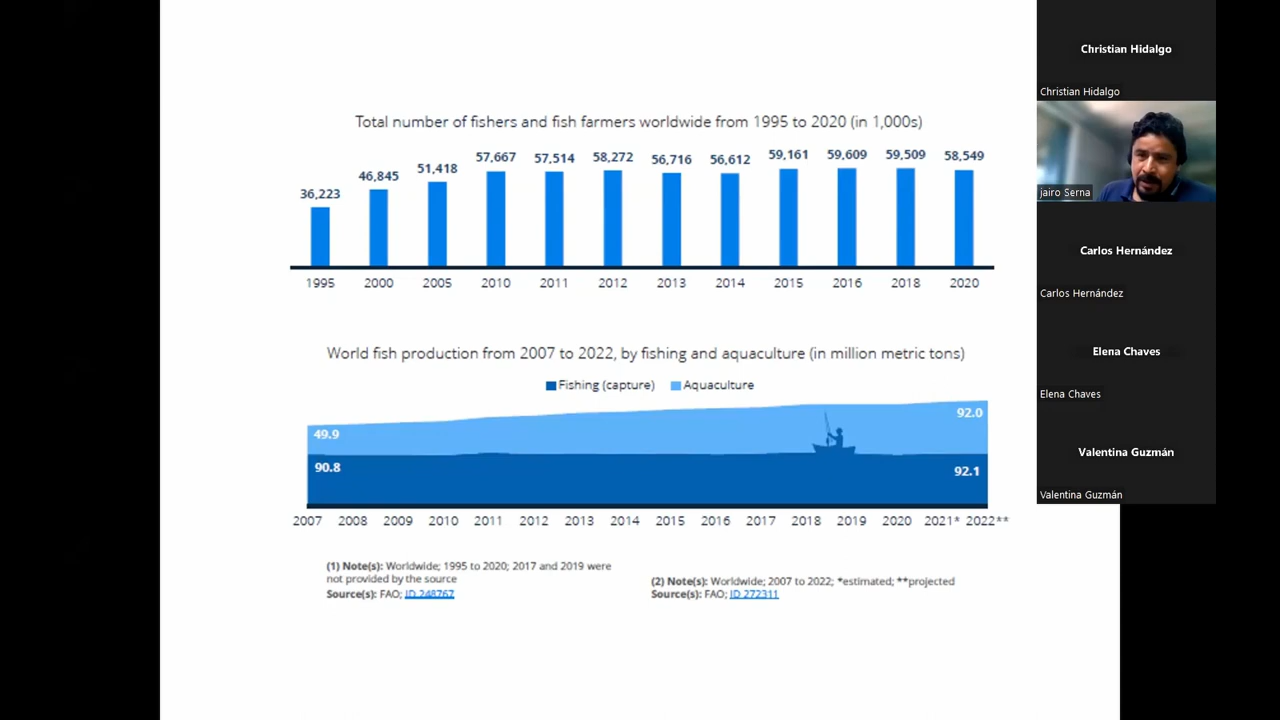 Total number of fishers and fish farmers worldwide from 1995 to 2020 (in 1,000s)
36,223 46,845 51,418 57,667 57,514 58,272 56,716 56,612 59,161 59,609 59,509 58,549
1995 2000 2005 2010 2011 2012 2013 2014 2015 2016 2018 2020
World fish production from 2007 to 2022, by fishing and aquaculture (in million metric tons)
Fishing (capture) Aquaculture
49.9 92.0
90.8 92.1
2007 2008 2009 2010 2011 2012 2013 2014 2015 2016 2017 2018 2019 2020 2021* 2022**
(1) Note(s): Worldwide; 1995 to 2020; 2017 and 2019 were
not provided by the source
Source(s): FAO; ID 248767
(2) Note(s): Worldwide; 2007 to 2022; *estimated; **projected
Source(s): FAO; ID 272311
Christian Hidalgo
Christian Hidalgo
jairo Serna
Carlos Hernández
Carlos Hernández
Elena Chaves
Elena Chaves
Valentina Guzmán
Valentina Guzmán